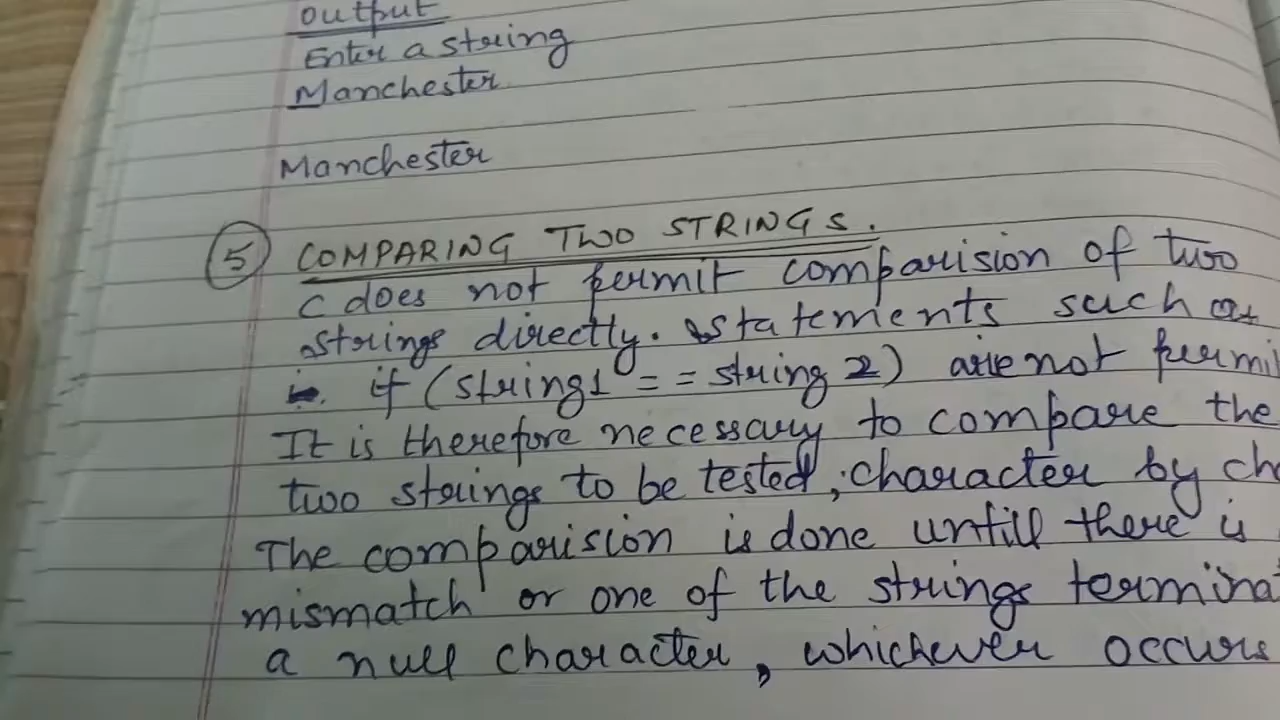 output
Enter a string
Manchester
Manchester
5 COMPARING TWO STRINGS.
C does not permit comparision of two
strings directly. statements such as
if (string1 == string 2) are not permi
It is therefore necessary to compare the
two strings to be tested, character by cha
The comparision is done untill there is
mismatch or one of the strings termina
a null character, whichever occurs